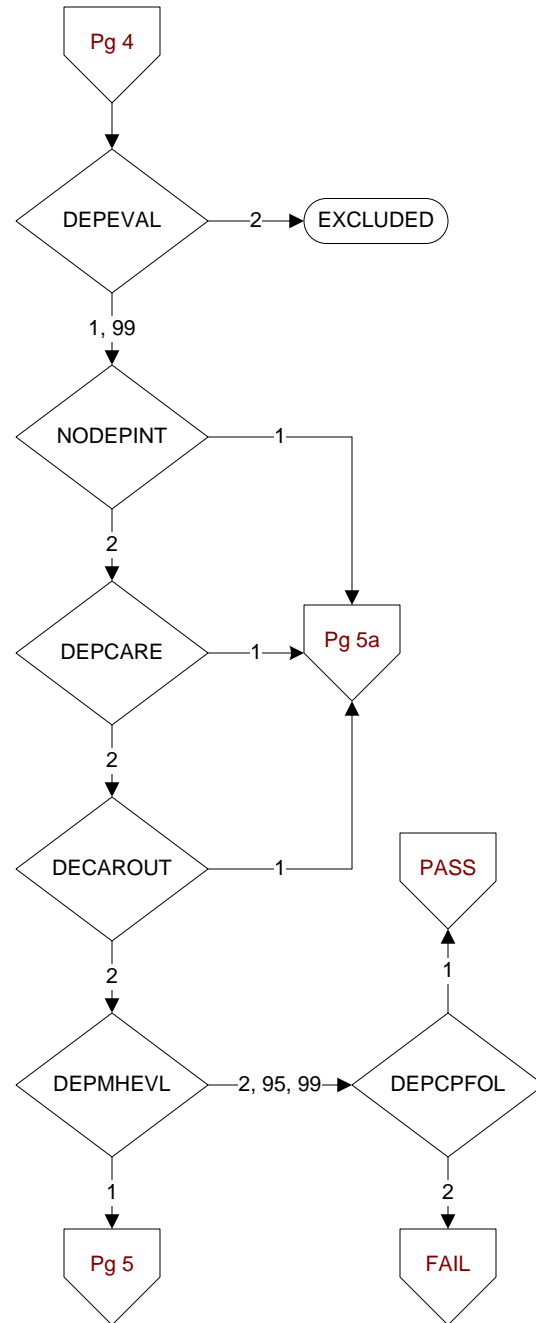 Pg 4
DEPEVAL
2
EXCLUDED
1, 99
NODEPINT
1
2
DEPCARE
1
Pg 5a
2
DECAROUT
1
PASS
2
1
DEPMHEVL
2, 95, 99
DEPCPFOL
1
2
Pg 5
FAIL